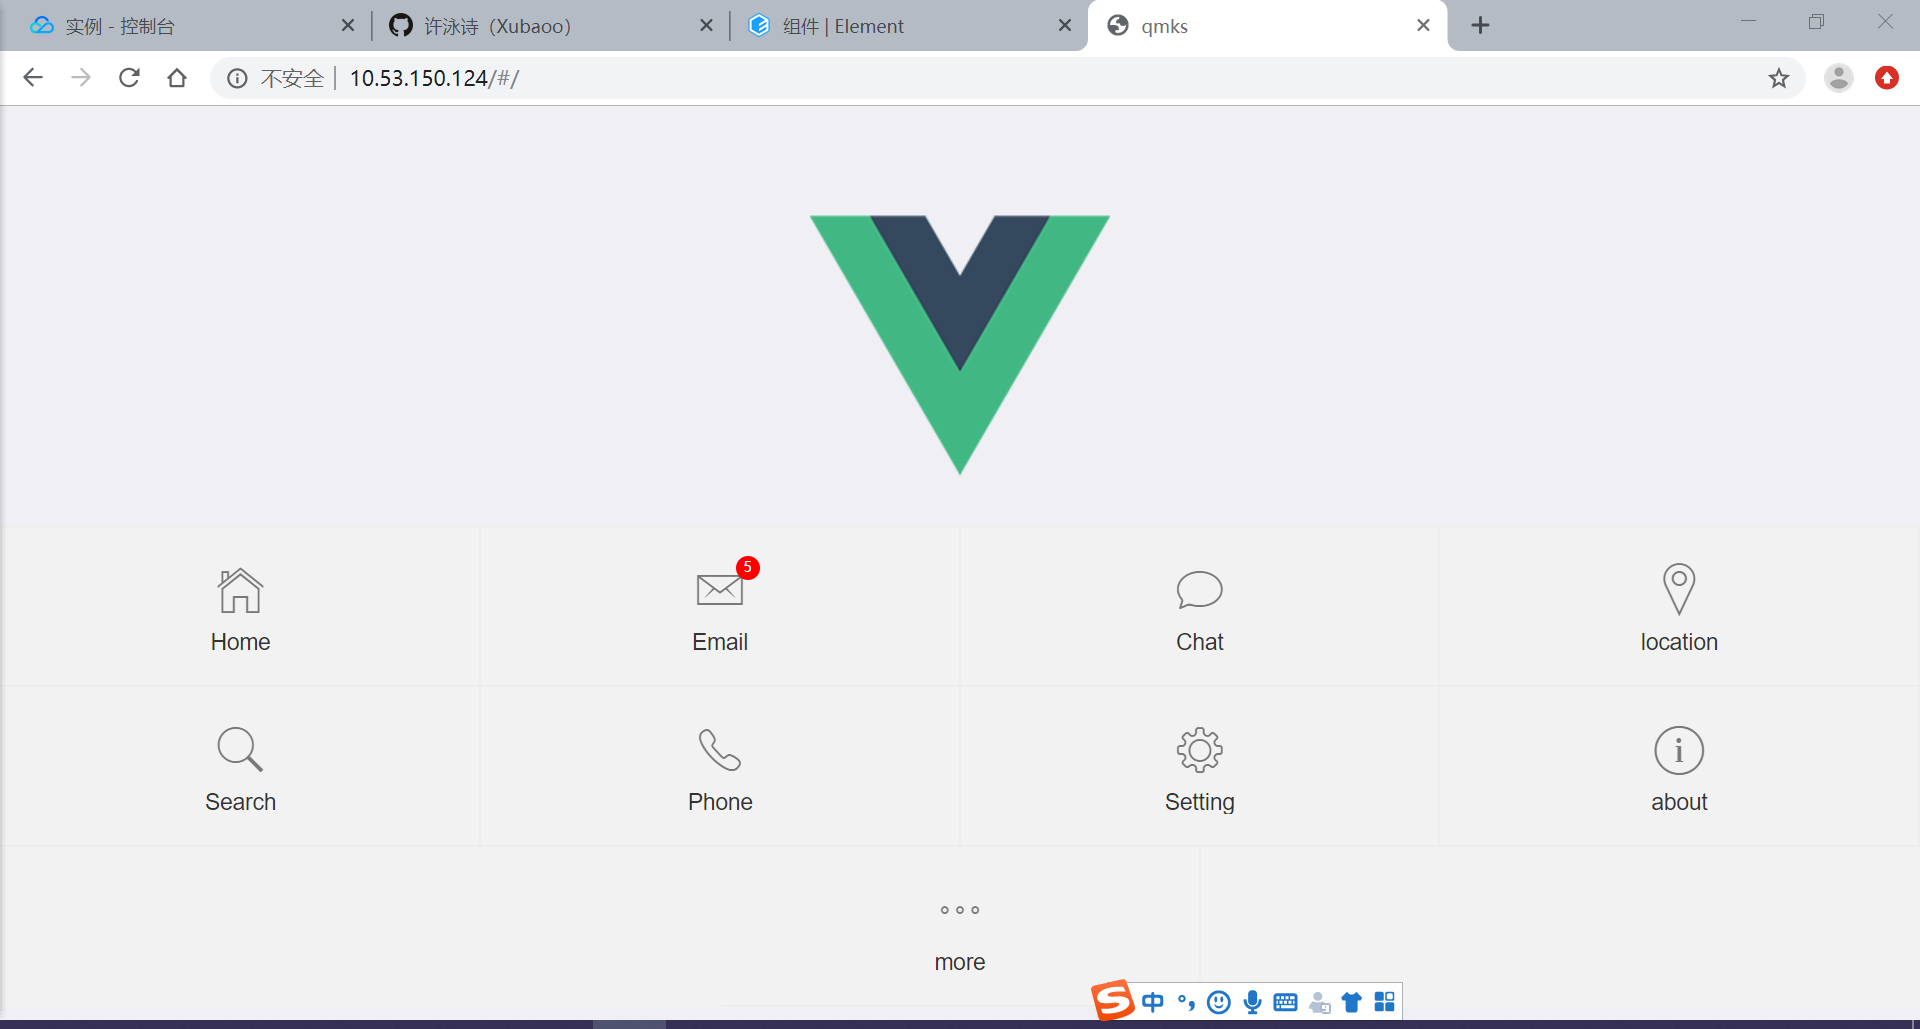 实例 - 控制台
许泳诗（Xubaoo）
组件 | Element
qmks
不安全 10.53.150.124/#/
5
Home
Email
Chat
location
Search
Phone
Setting
about
more
中